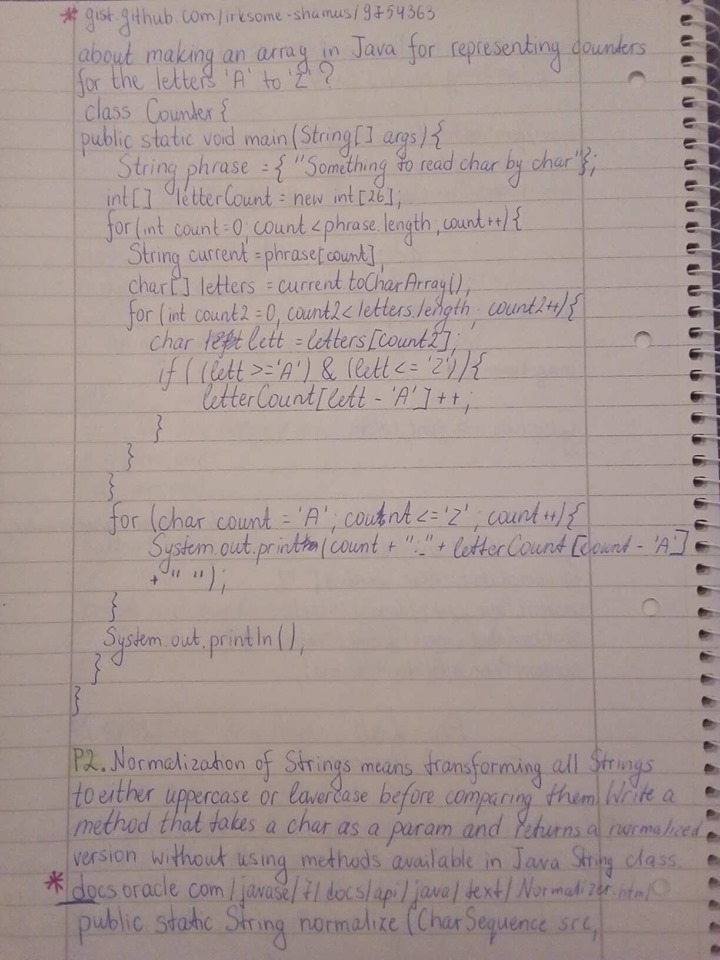 * gist.github.com/irksome-shamus/9754363
about making an array in Java for representing counters
for the letters 'A' to 'Z'?
class Counter {
public static void main(String[] args){
String phrase = { "Something to read char by char"};
int[] letterCount = new int[26];
for(int count=0; count<phrase.length; count++){
String current = phrase[count];
char[] letters = current.toCharArray();
for (int count2 = 0; count2<letters.length; count2++){
char lett = letters[count2];
if ((lett >='A') & (lett <= 'Z')){
letterCount[lett - 'A']++;
}
}
}
for (char count = 'A'; count <='Z'; count++){
System.out.print(count + ":" + letterCount[count - 'A']
+" ");
}
System.out.println();
}
}
P2. Normalization of Strings means transforming all Strings
to either uppercase or lowercase before comparing them. Write a
method that takes a char as a param and returns a normalized
version without using methods available in Java String class.
* docs.oracle.com/javase/7/docs/api/java/text/Normalizer.html
public static String normalize (CharSequence src,